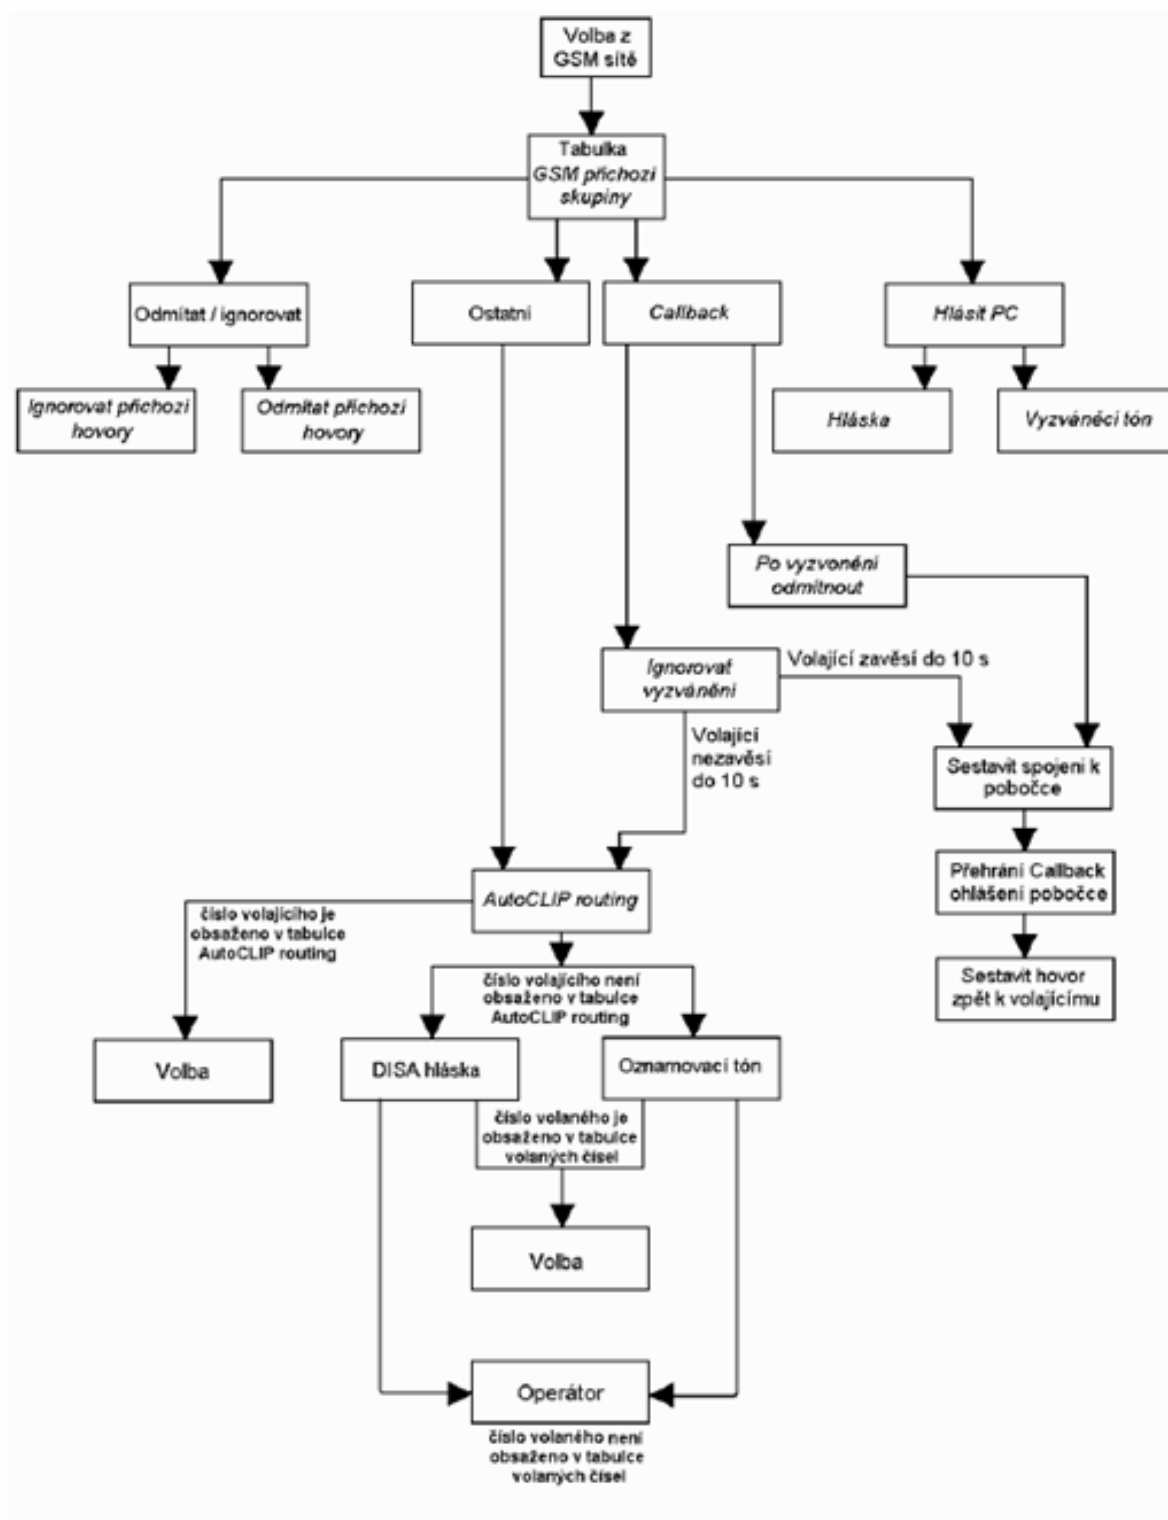 Volba z
GSM sítě
Tabulka
GSM příchozí
skupiny
Odmítat / ignorovat
Ostatní
Callback
Hlásit PC
Ignorovat příchozí
hovory
Odmítat příchozí
hovory
Hláska
Vyzváněcí tón
Po vyzvonění
odmítnout
Ignorovat
vyzvánění
Volající zavěsí do 10 s
Volající
nezavěsí
do 10 s
Sestavit spojení k
pobočce
Přehrání Callback
ohlášení pobočce
Sestavit hovor
zpět k volajícímu
AutoCLIP routing
číslo volajícího je
obsaženo v tabulce
AutoCLIP routing
číslo volajícího není
obsaženo v tabulce
AutoCLIP routing
Volba
DISA hláska
Oznamovací tón
číslo volaného je
obsaženo v tabulce
volaných čísel
Volba
Operátor
číslo volaného není
obsaženo v tabulce
volaných čísel